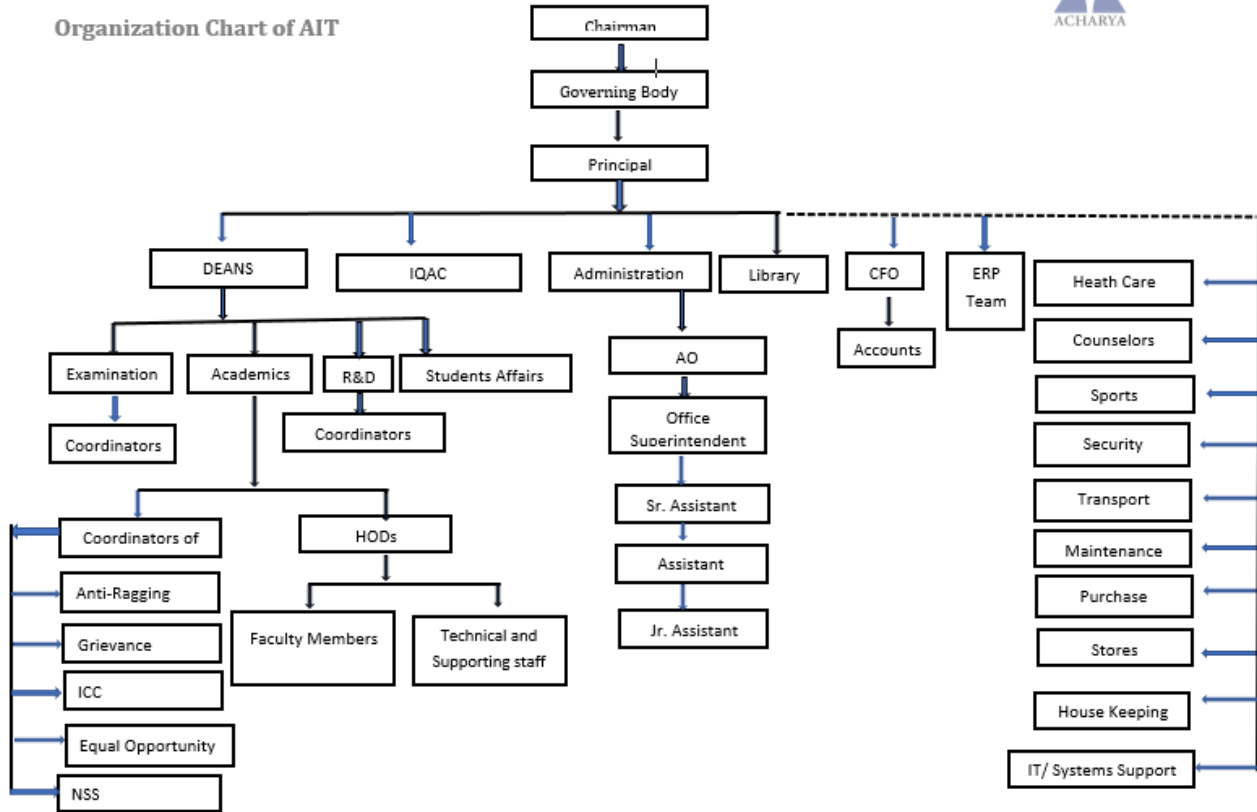 Organization Chart of AIT
ACHARYA
Chairman
Governing Body
Principal
DEANS
IQAC
Administration
Library
CFO
ERP
Team
Heath Care
Counselors
Sports
Security
Transport
Maintenance
Purchase
Stores
House Keeping
IT/ Systems Support
Accounts
AO
Office
Superintendent
Sr. Assistant
Assistant
Jr. Assistant
Examination
Academics
R&D
Students Affairs
Coordinators
Coordinators
Coordinators of
HODs
Anti-Ragging
Grievance
ICC
Equal Opportunity
NSS
Faculty Members
Technical and
Supporting staff